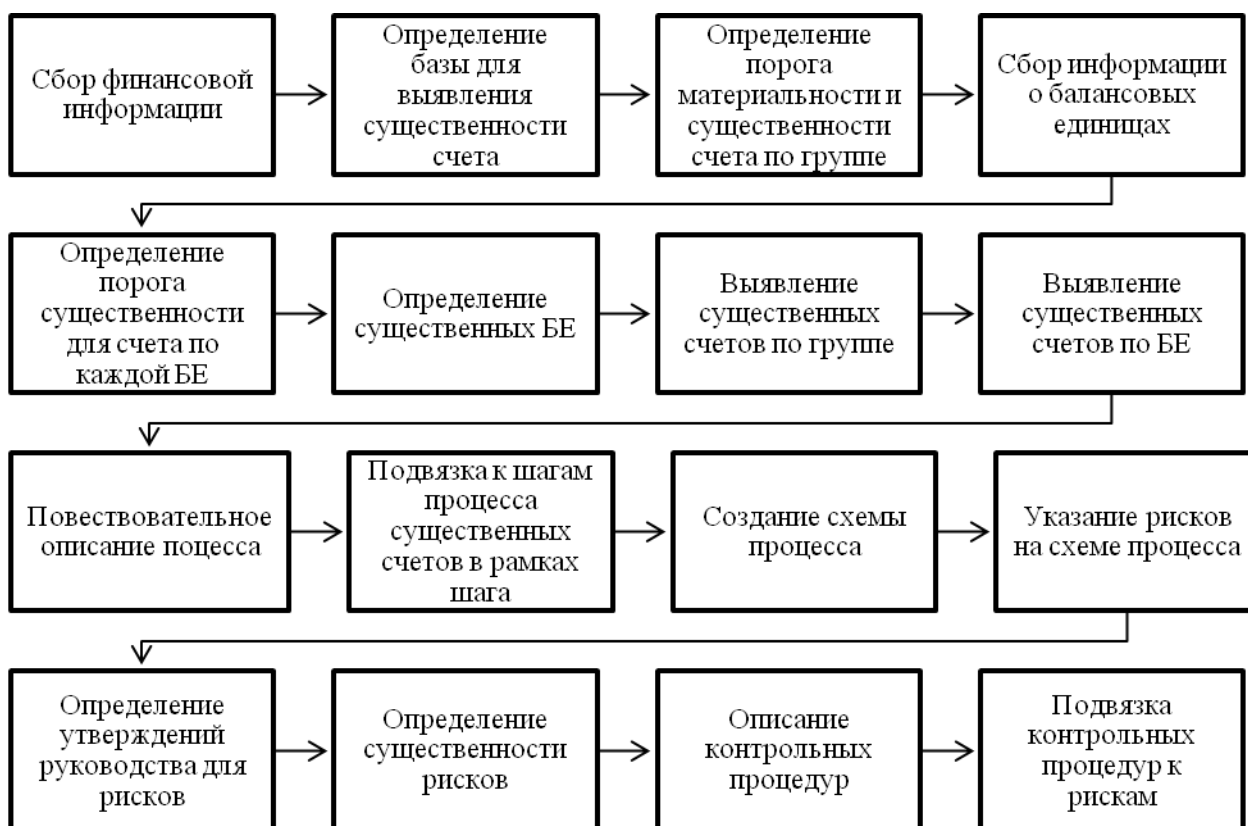 Сбор финансовой
информации
Определение
базы для
выявления
существенности
счета
Определение
порога
материальности и
существенности
счета по группе
Сбор информации
о балансовых
единицах
Определение
порога
существенности
для счета по
каждой БЕ
Определение
существенных БЕ
Выявление
существенных
счетов по группе
Выявление
существенных
счетов по БЕ
Повествовательное
описание поцесса
Подвязка к шагам
процесса
существенных
счетов в рамках
шага
Создание схемы
процесса
Указание рисков
на схеме процесса
Определение
утверждений
руководства для
рисков
Определение
существенности
рисков
Описание
контрольных
процедур
Подвязка
контрольных
процедур к
рискам